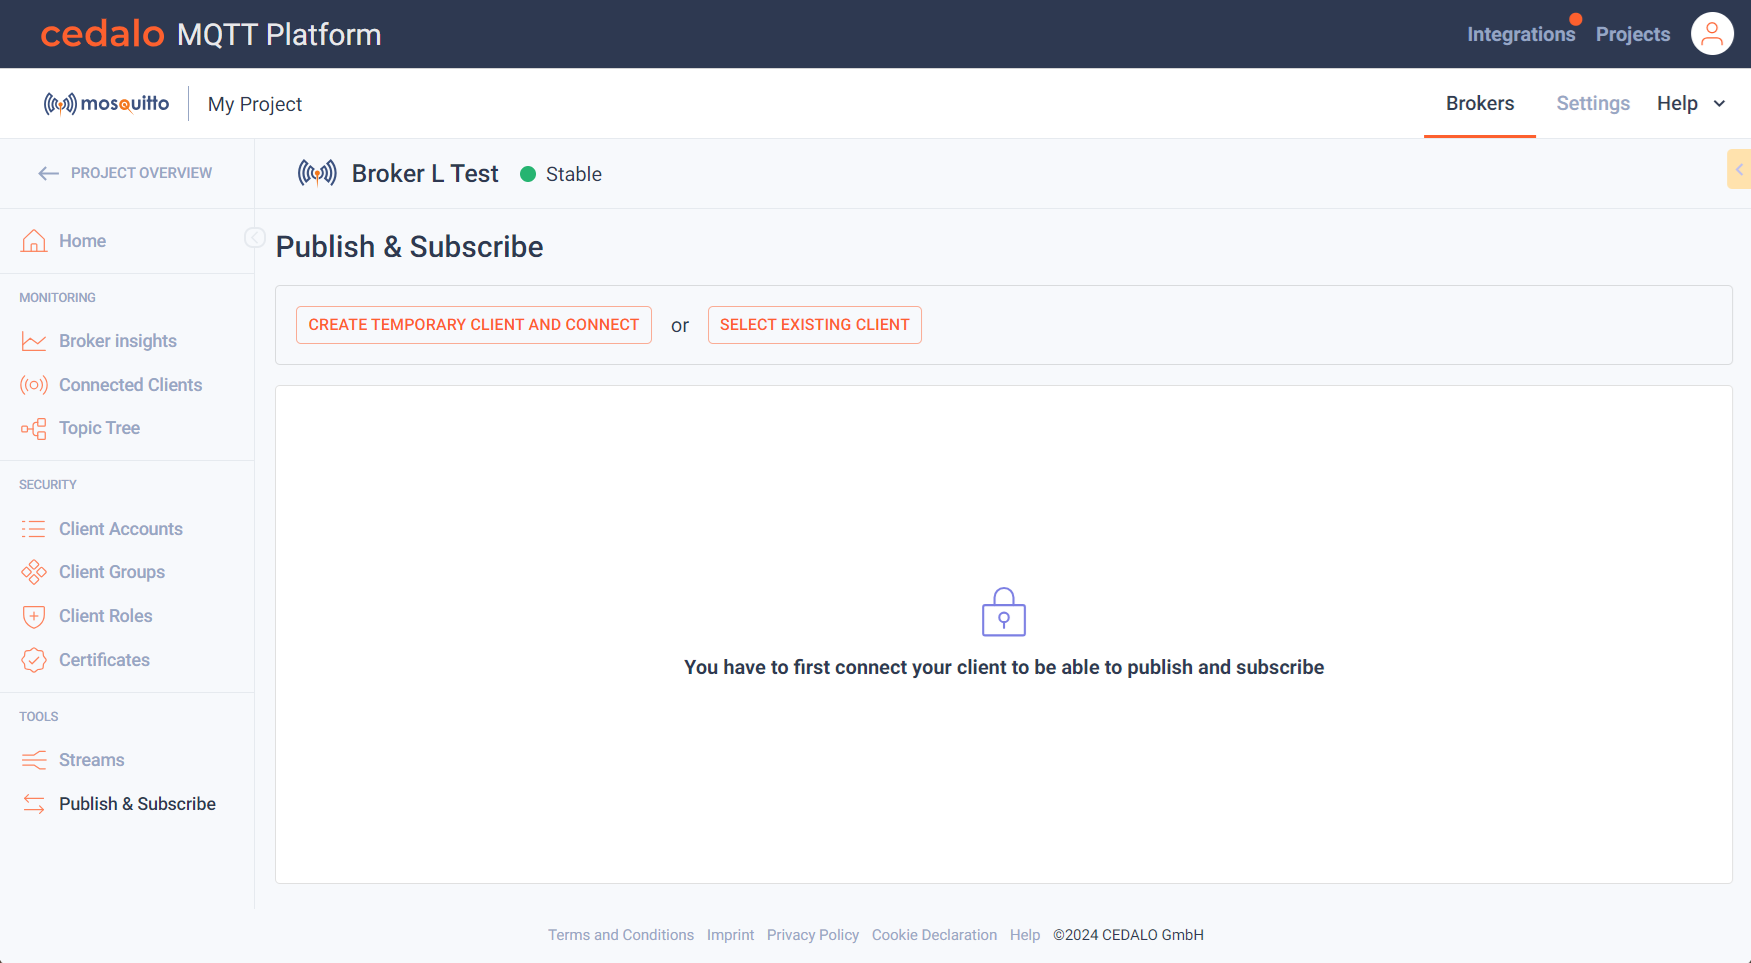 cedalo MQTT Platform
Integrations Projects
mosquitto My Project
Brokers Settings Help
PROJECT OVERVIEW
Broker L Test Stable
Home
Publish & Subscribe
MONITORING
CREATE TEMPORARY CLIENT AND CONNECT or SELECT EXISTING CLIENT
Broker insights
Connected Clients
Topic Tree
SECURITY
Client Accounts
Client Groups
Client Roles
Certificates
You have to first connect your client to be able to publish and subscribe
TOOLS
Streams
Publish & Subscribe
Terms and Conditions Imprint Privacy Policy Cookie Declaration Help ©2024 CEDALO GmbH